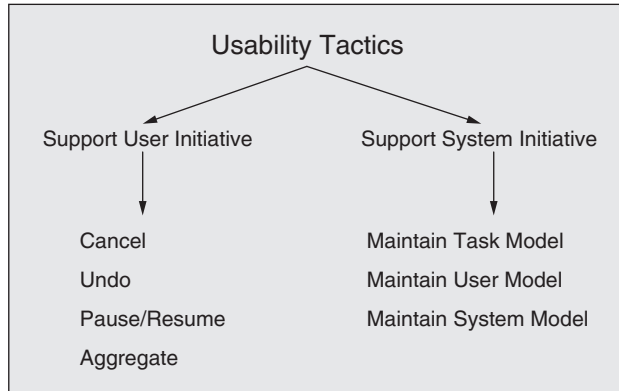 Usability Tactics
Support User Initiative
Support System Initiative
Cancel
Undo
Pause/Resume
Aggregate
Maintain Task Model
Maintain User Model
Maintain System Model